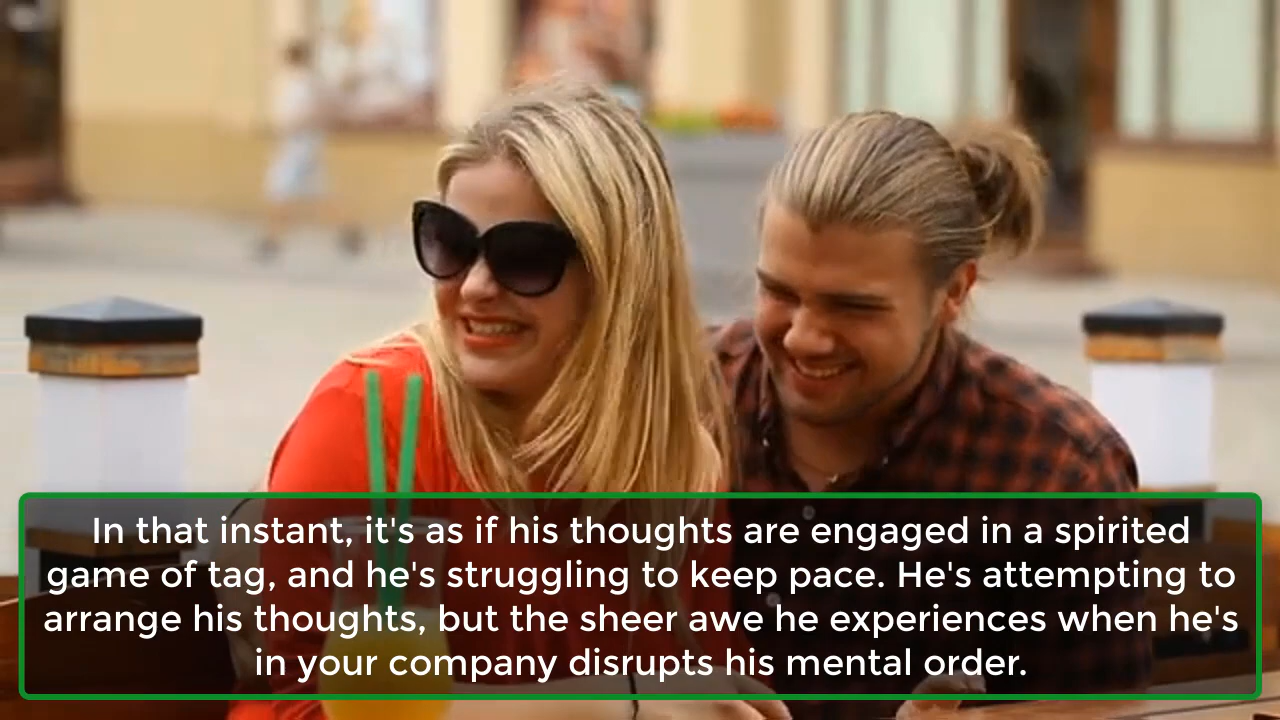 In that instant, it's as if his thoughts are engaged in a spirited
game of tag, and he's struggling to keep pace. He's attempting to
arrange his thoughts, but the sheer awe he experiences when he's
in your company disrupts his mental order.